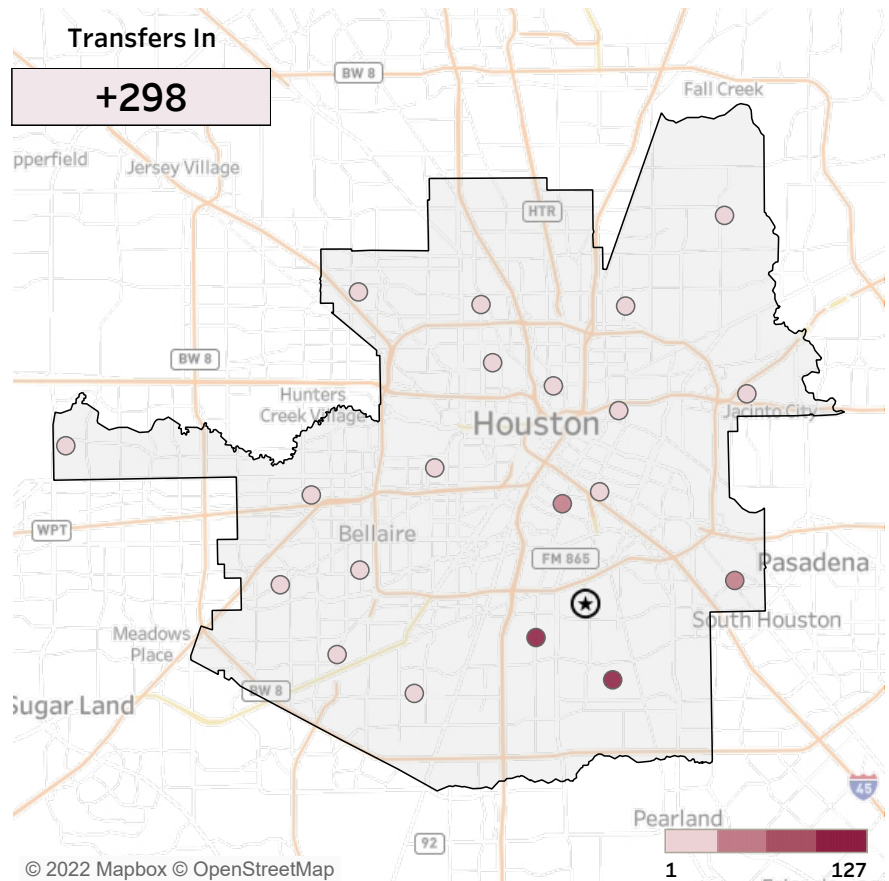 Transfers In
+298
BW 8
Fall Creek
pperfield
Jersey Village
HTR
BW 8
Hunters
Creek Village
Jacinto City
Houston
WPT
Bellaire
FM 865
Pasadena
South Houston
Meadows
Place
BW 8
Sugar Land
45
Pearland
92
1
127
© 2022 Mapbox © OpenStreetMap